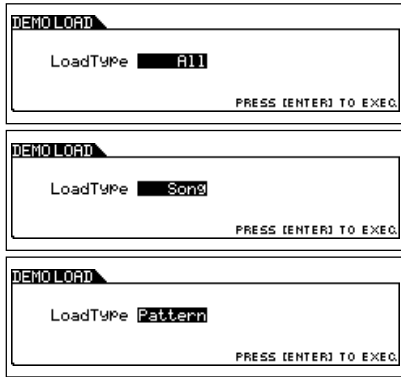 DEMO LOAD
LoadType All
PRESS [ENTER] TO EXEC.
DEMO LOAD
LoadType Song
PRESS [ENTER] TO EXEC.
DEMO LOAD
LoadType Pattern
PRESS [ENTER] TO EXEC.